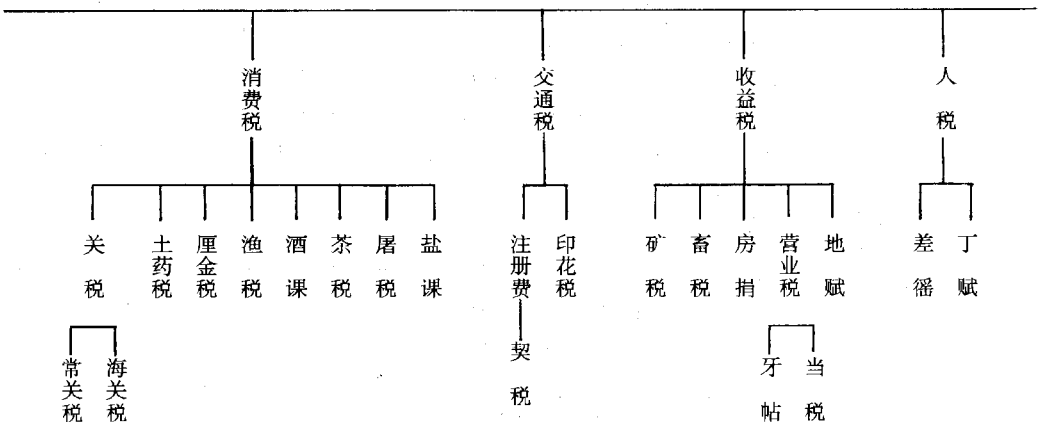 消费税
交通税
收益税
人税
关税
土药税
厘金税
渔税
酒课
茶税
屠税
盐课
注册费
印花税
矿税
畜税
房捐
营业税
地赋
差徭
丁赋
常关税
海关税
契税
牙帖
当税